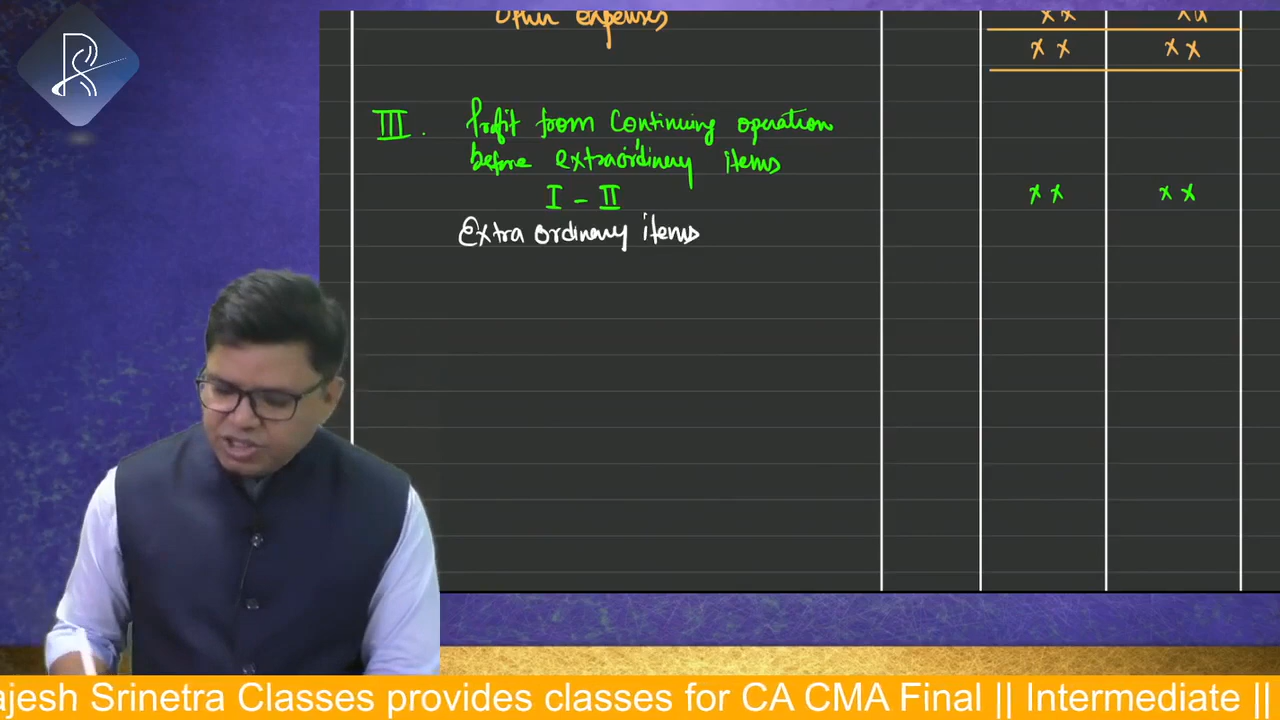 Other expenses xx xx
xx xx
III. Profit from Continuing operation
before extraordinary items
I - II xx xx
Extra ordinary items
ajesh Srinetra Classes provides classes for CA CMA Final || Intermediate ||